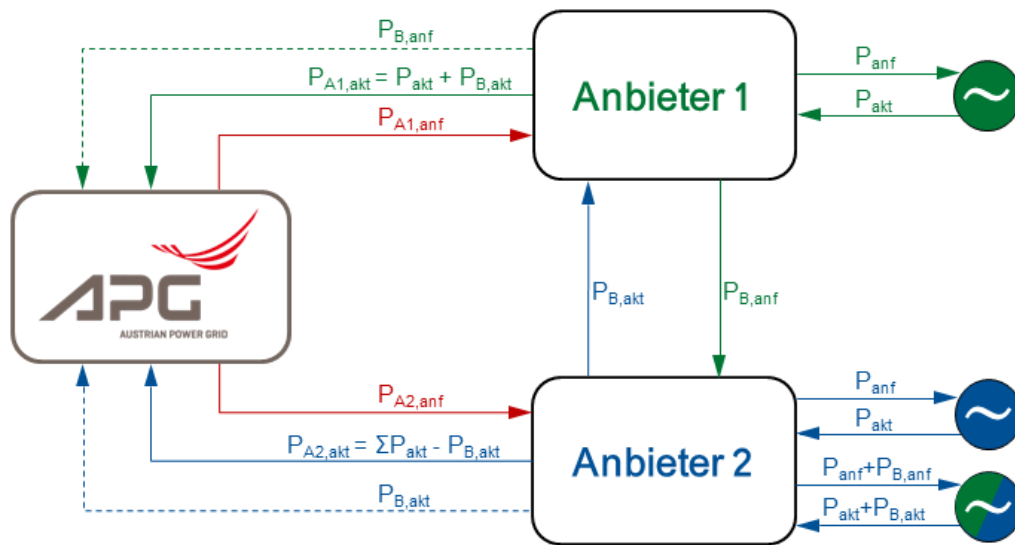 P_B,anf
P_A1,akt = P_akt + P_B,akt
P_A1,anf
Anbieter 1
P_anf
P_akt
~
APG
AUSTRIAN POWER GRID
P_B,akt
P_B,anf
P_A2,anf
P_A2,akt = ΣP_akt - P_B,akt
P_B,akt
Anbieter 2
P_anf
P_akt
~
P_anf+P_B,anf
P_akt+P_B,akt
~